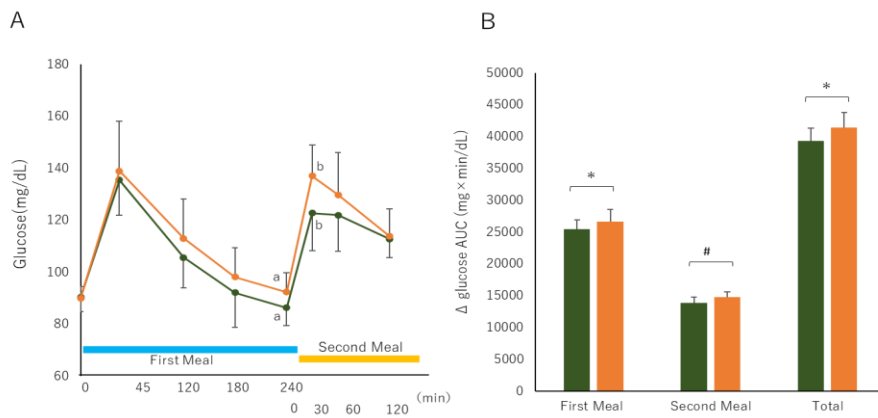 A
180
160
140
120
100
80
60
Glucose(mg/dL)
b
b
a
a
First Meal
Second Meal
0 45 120 180 240
0 30 60 120
(min)
B
50000
45000
40000
35000
30000
25000
20000
15000
10000
5000
0
Δ glucose AUC (mg×min/dL)
*
#
*
First Meal Second Meal Total